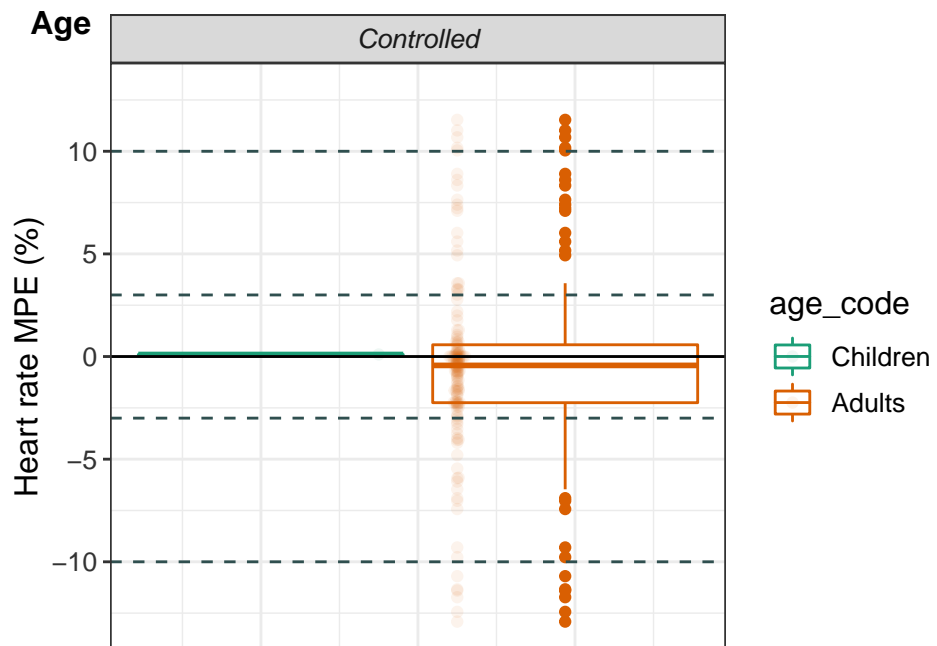 Age
Controlled
Heart rate MPE (%)
10
5
0
−5
−10
age_code
Children
Adults